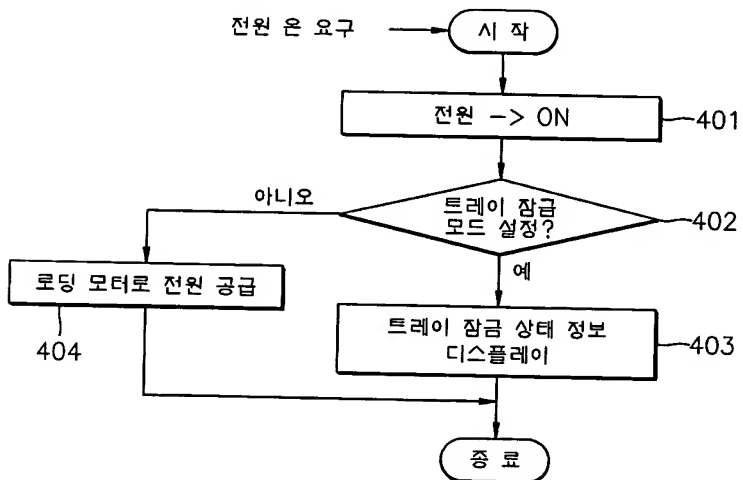 전원 온 요구
시 작
전원 -> ON
401
트레이 잠금
모드 설정?
402
아니오
예
로딩 모터로 전원 공급
404
트레이 잠금 상태 정보
디스플레이
403
종 료